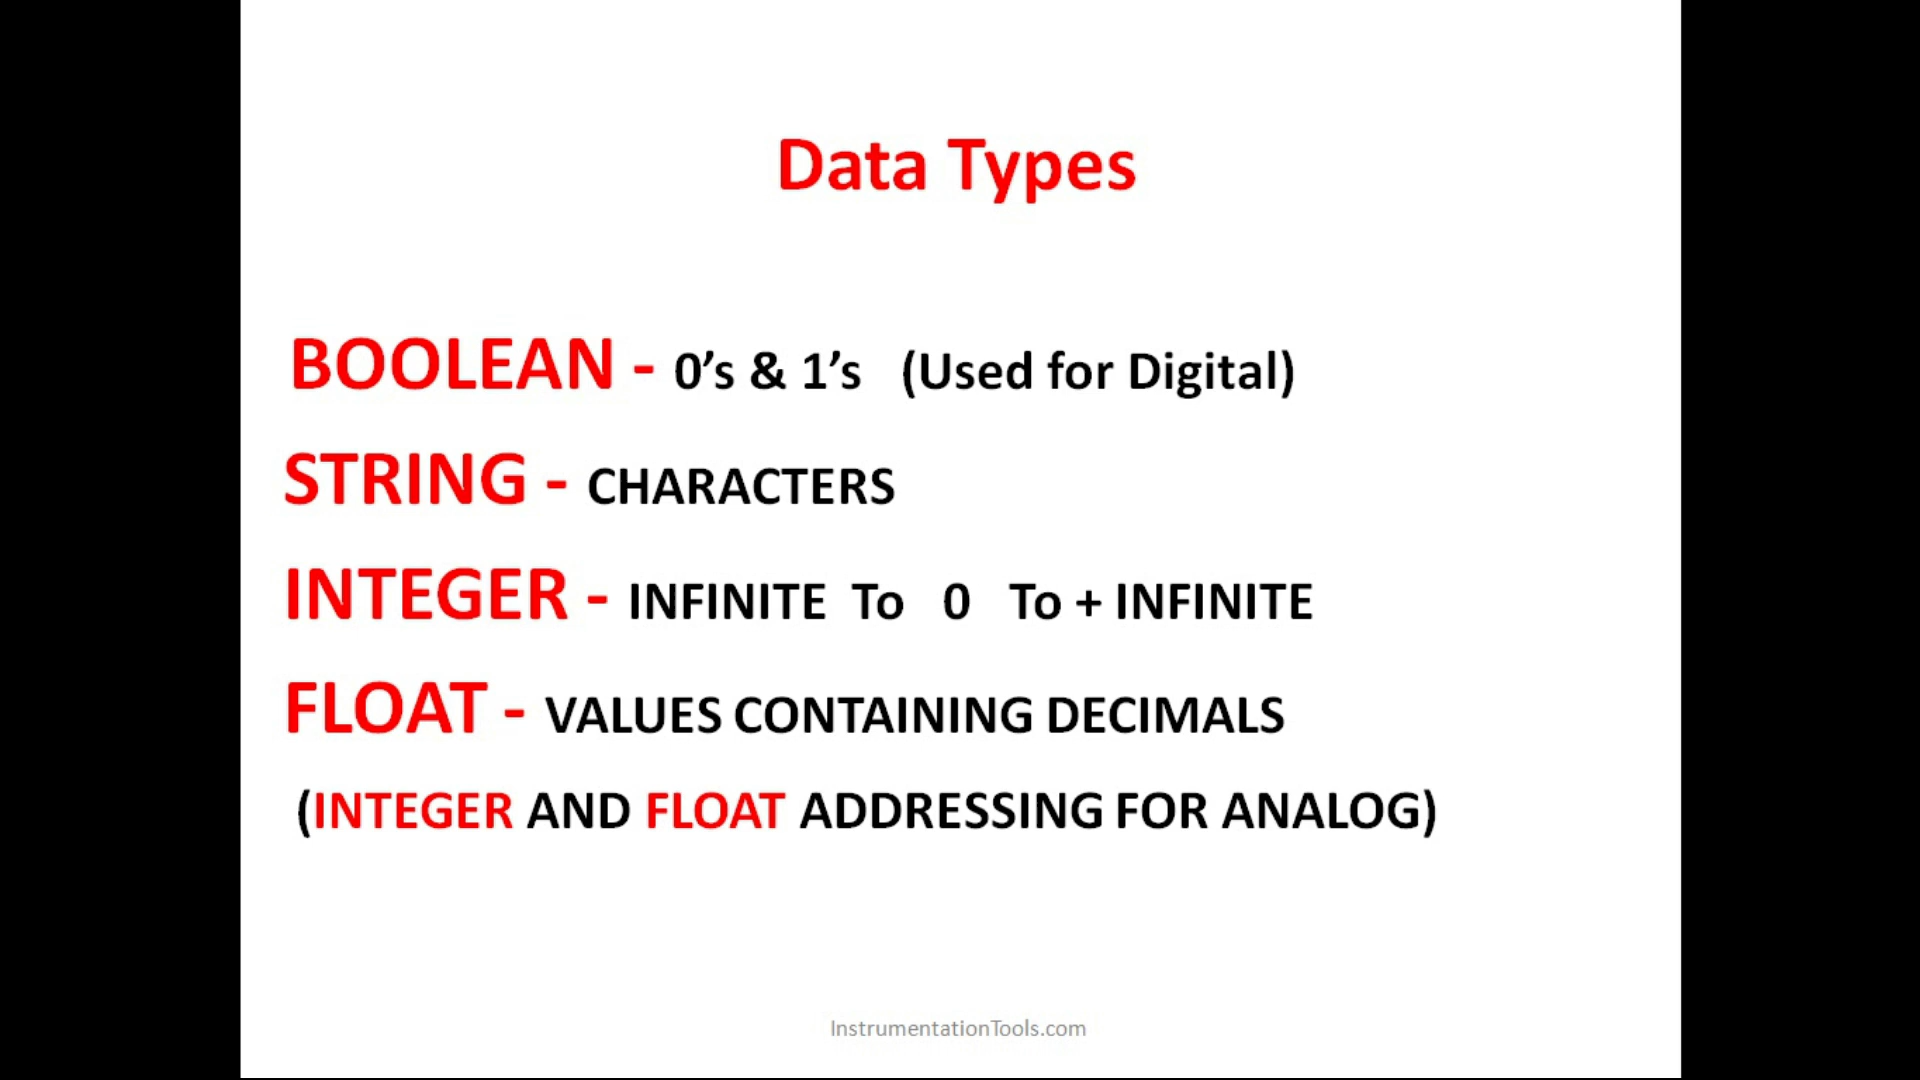 Data Types
BOOLEAN - 0’s & 1’s (Used for Digital)
STRING - CHARACTERS
INTEGER - INFINITE To 0 To + INFINITE
FLOAT - VALUES CONTAINING DECIMALS
(INTEGER AND FLOAT ADDRESSING FOR ANALOG)
InstrumentationTools.com